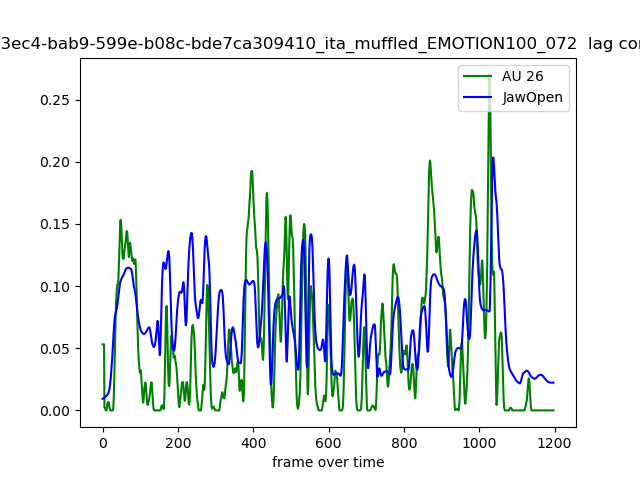 3ec4-bab9-599e-b08c-bde7ca309410_ita_muffled_EMOTION100_072 lag
AU 26
JawOpen
0.25
0.20
0.15
0.10
0.05
0.00
0 200 400 600 800 1000 1200
frame over time